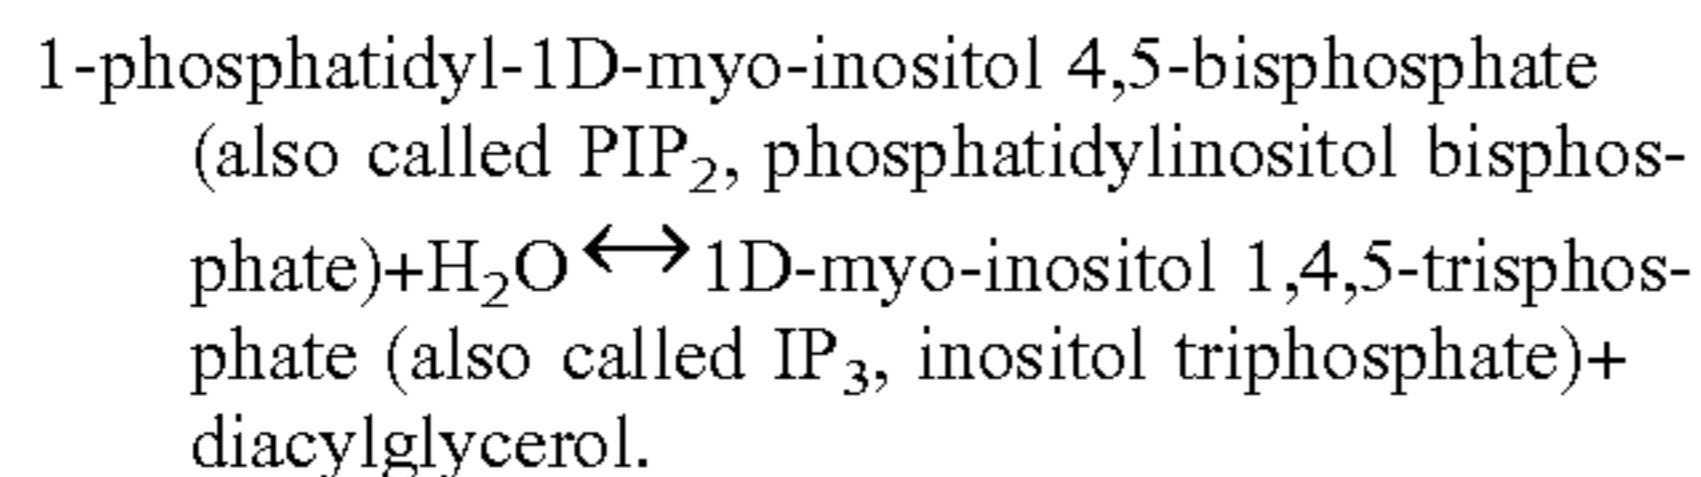 1-phosphatidyl-1D-myo-inositol 4,5-bisphosphate
(also called PIP₂, phosphatidylinositol bisphos-
phate)+H₂O↔1D-myo-inositol 1,4,5-trisphos-
phate (also called IP₃, inositol triphosphate)+
diacylglycerol.